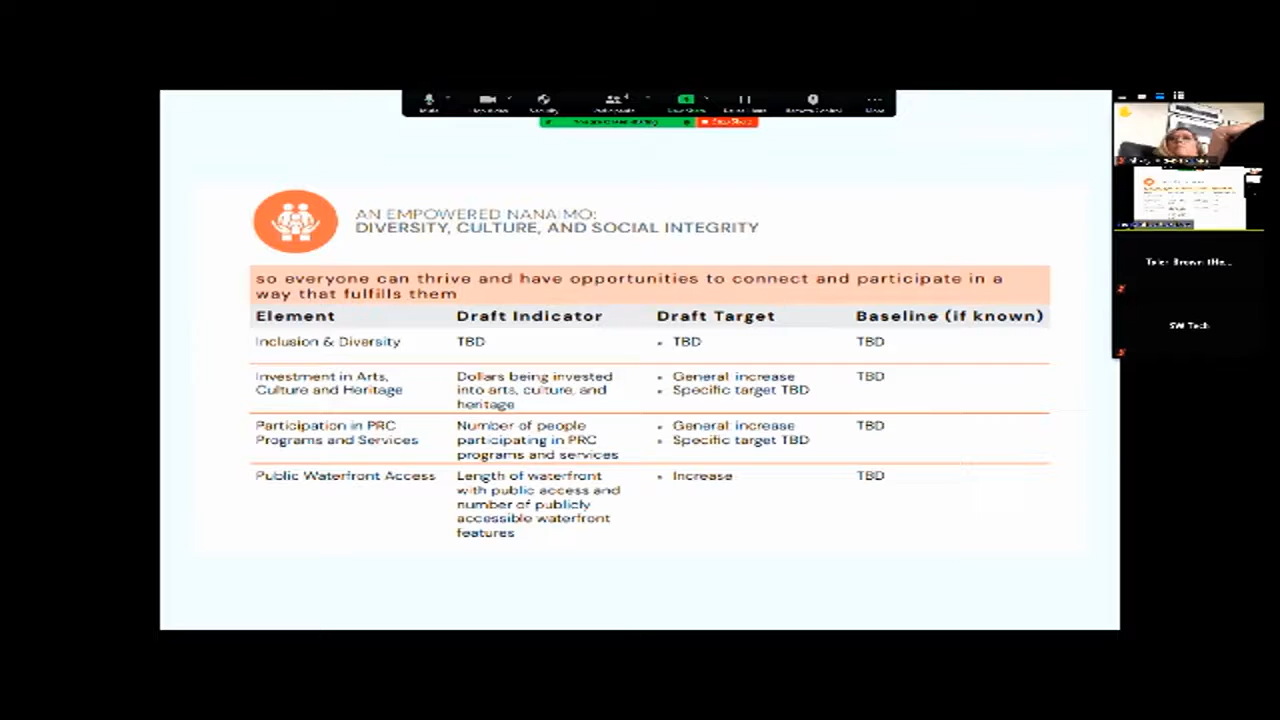 AN EMPOWERED NANAIMO:
DIVERSITY, CULTURE, AND SOCIAL INTEGRITY
so everyone can thrive and have opportunities to connect and participate in a
way that fulfills them
Element Draft Indicator Draft Target Baseline (if known)
Inclusion & Diversity TBD • TBD TBD
Investment in Arts, Dollars being invested • General increase TBD
Culture and Heritage into arts, culture, and • Specific target TBD
heritage
Participation in PRC Number of people • General increase TBD
Programs and Services participating in PRC • Specific target TBD
programs and services
Public Waterfront Access Length of waterfront • Increase TBD
with public access and
number of publicly
accessible waterfront
features
Tyler Brown (He...
SW Tech